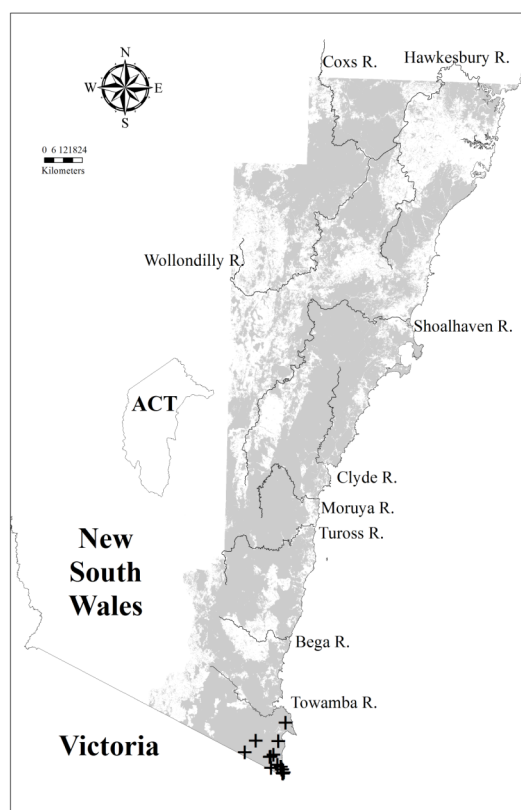 Coxs R.
Hawkesbury R.
N
W
E
S
0 6 121824
Kilometers
Wollondilly R.
Shoalhaven R.
ACT
Clyde R.
Moruya R.
Tuross R.
New
South
Wales
Bega R.
Towamba R.
Victoria